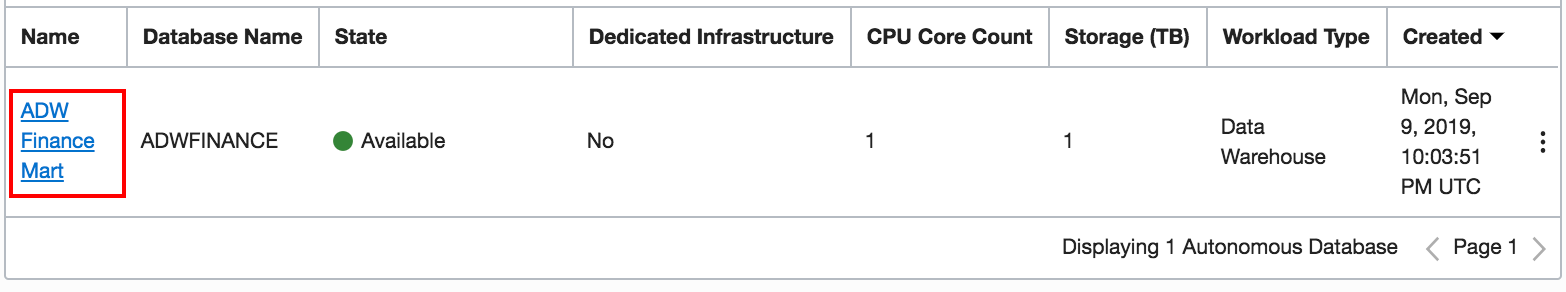 Name Database Name State Dedicated Infrastructure CPU Core Count Storage (TB) Workload Type Created
ADW
Finance
Mart
ADWFINANCE
Available
No
1
1
Data
Warehouse
Mon, Sep
9, 2019,
10:03:51
PM UTC
Displaying 1 Autonomous Database Page 1